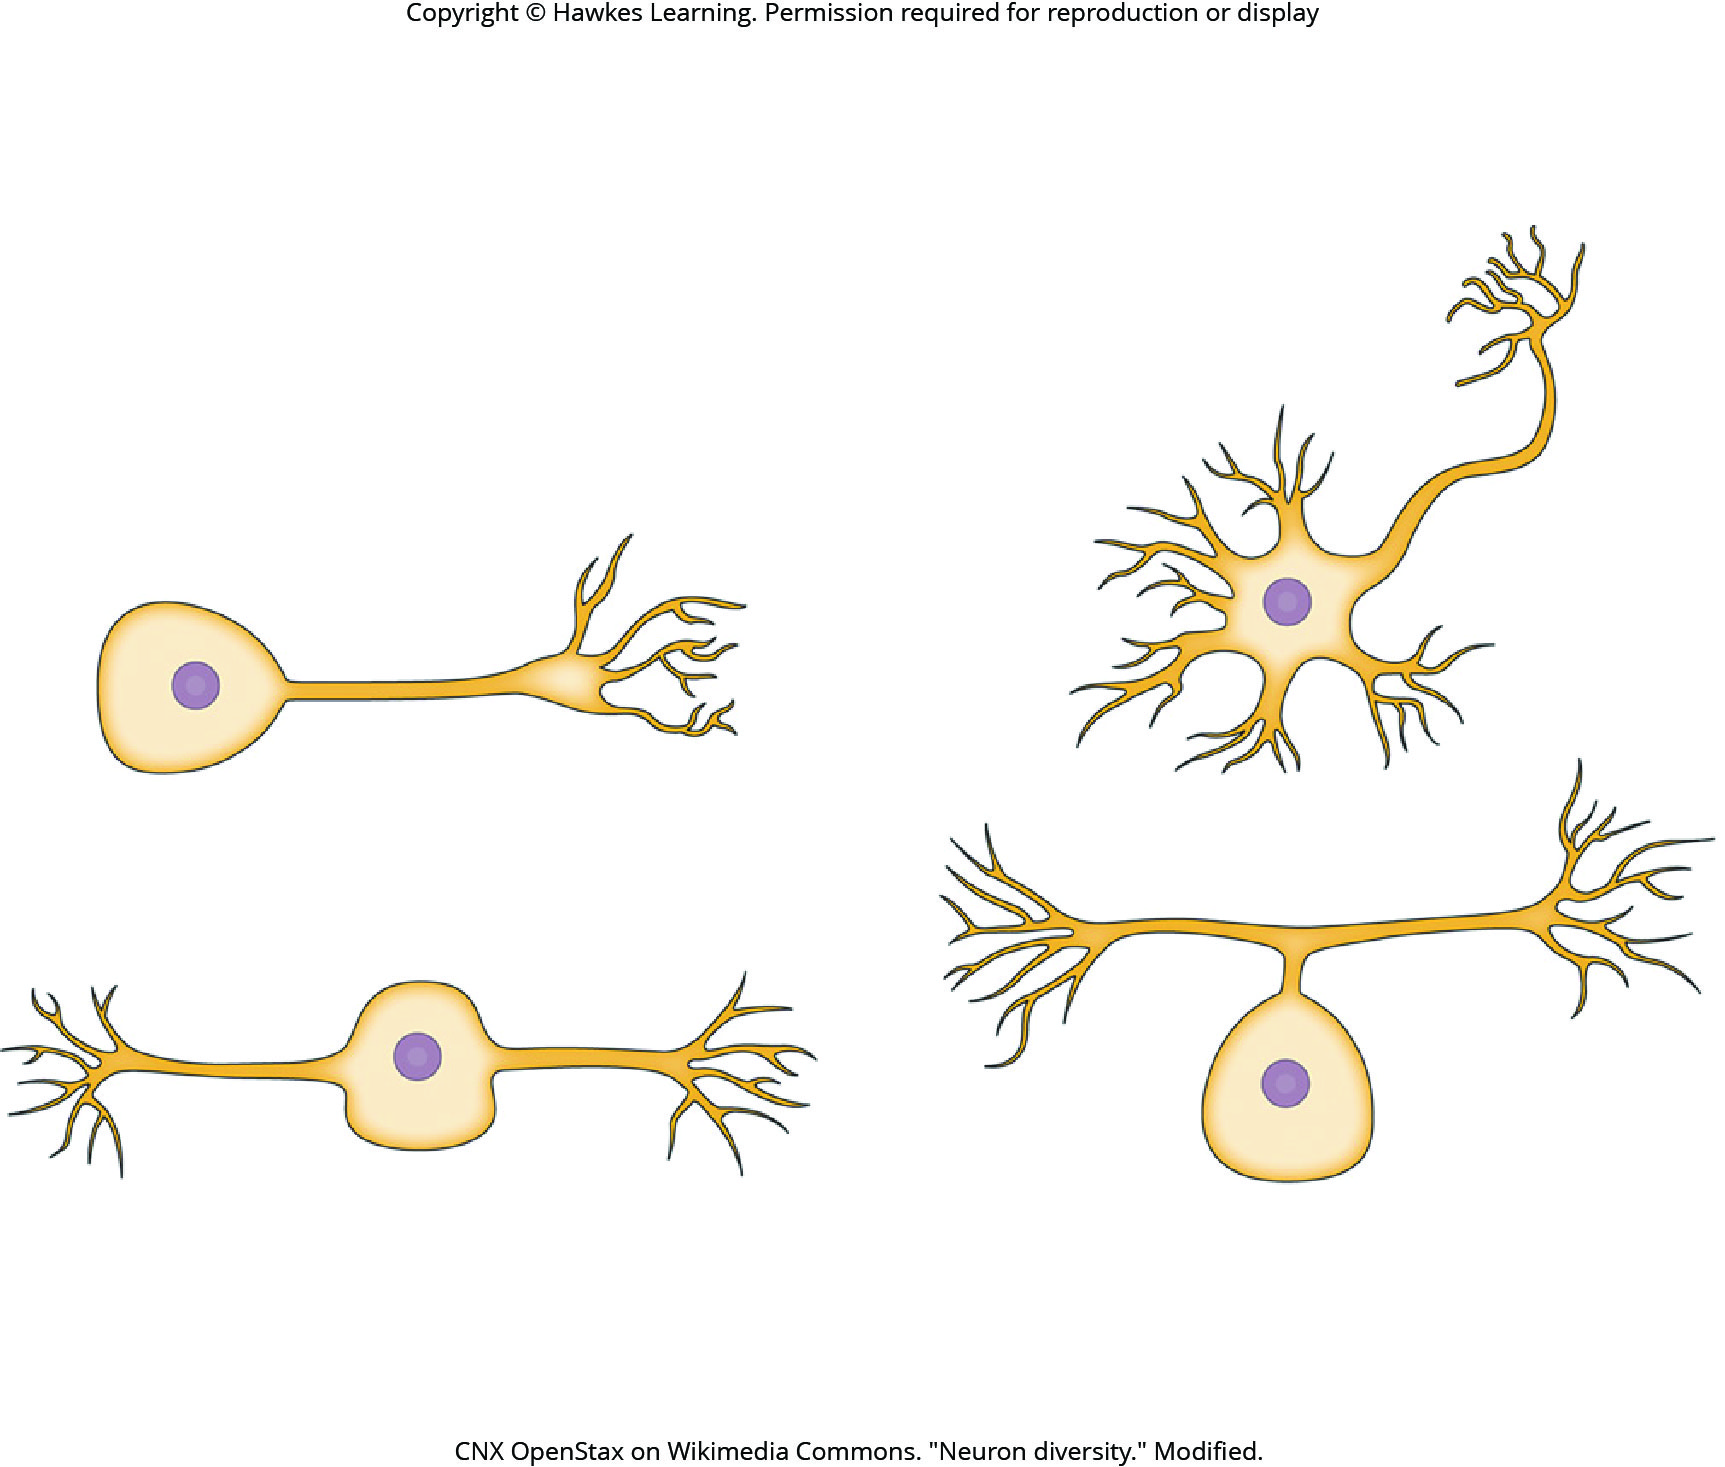 Copyright © Hawkes Learning. Permission required for reproduction or display
CNX OpenStax on Wikimedia Commons. "Neuron diversity." Modified.